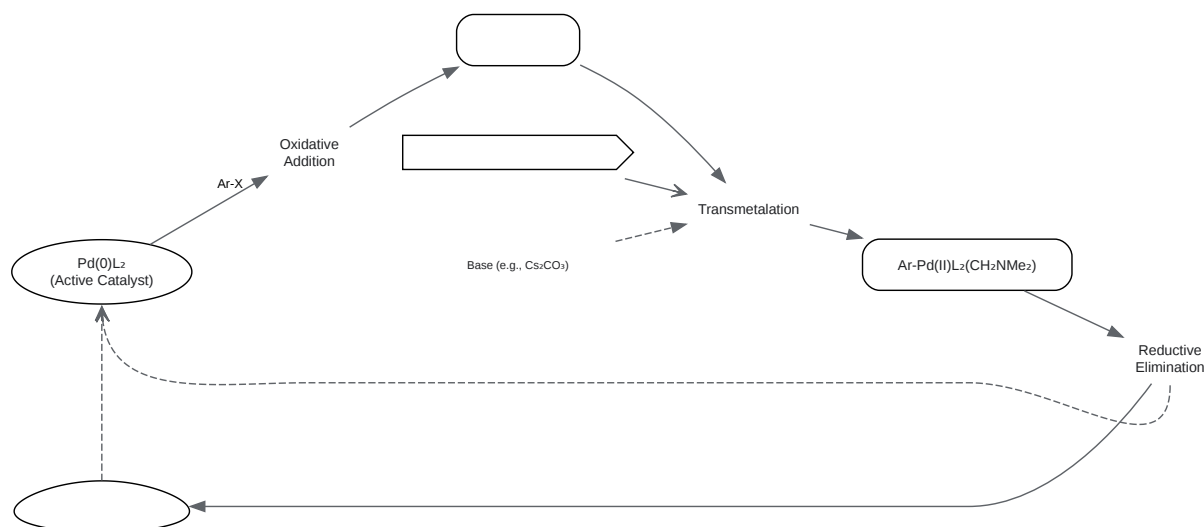 Oxidative
Addition
Ar-X
Transmetalation
Pd(0)L₂
(Active Catalyst)
Base (e.g., Cs₂CO₃)
Ar-Pd(II)L₂(CH₂NMe₂)
Reductive
Elimination